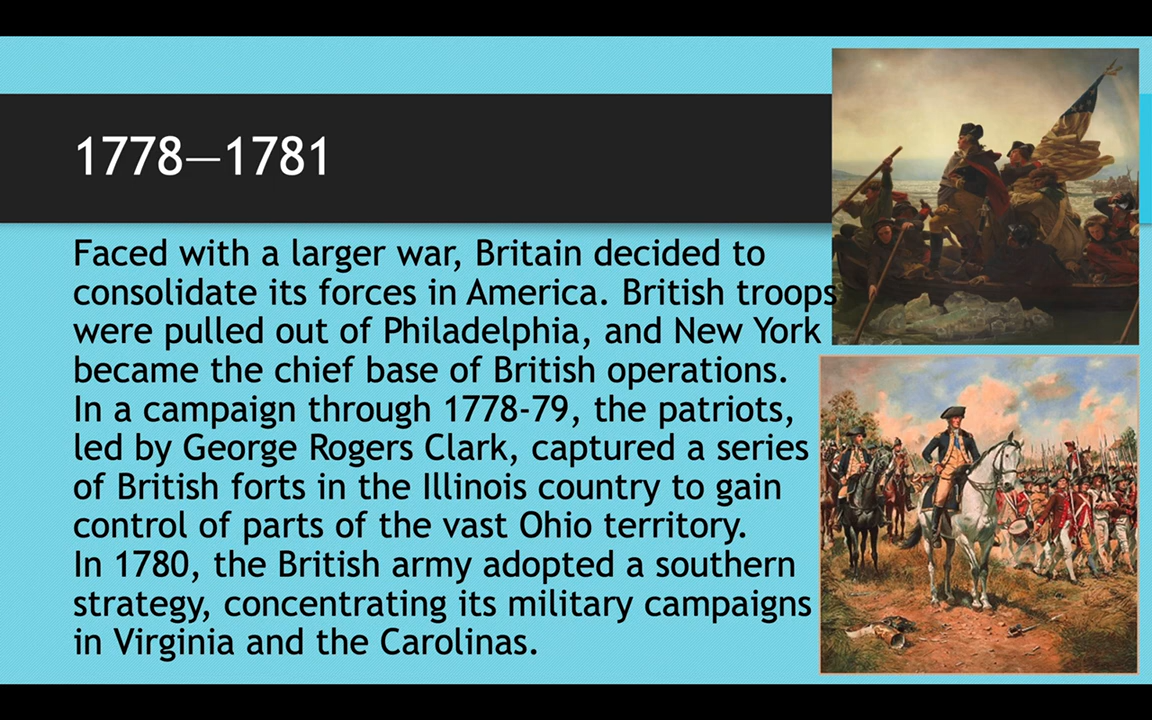 1778—1781
Faced with a larger war, Britain decided to
consolidate its forces in America. British troops
were pulled out of Philadelphia, and New York
became the chief base of British operations.
In a campaign through 1778-79, the patriots,
led by George Rogers Clark, captured a series
of British forts in the Illinois country to gain
control of parts of the vast Ohio territory.
In 1780, the British army adopted a southern
strategy, concentrating its military campaigns
in Virginia and the Carolinas.